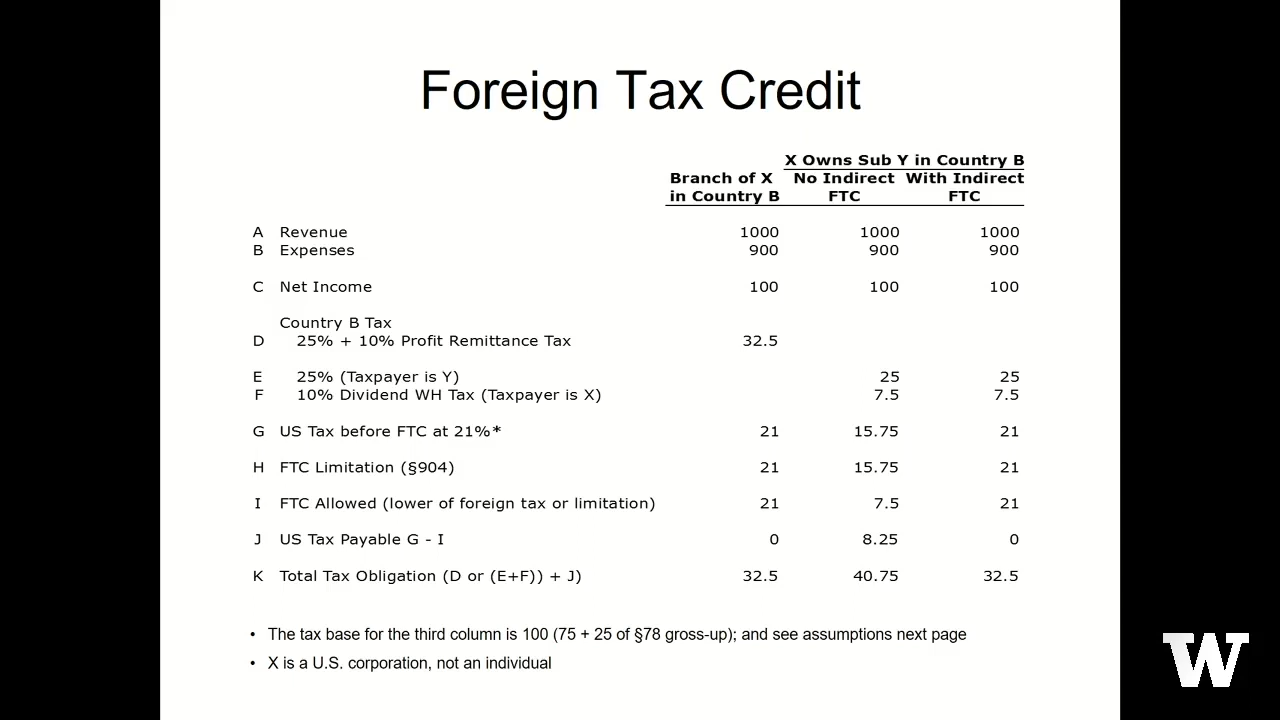 Foreign Tax Credit
X Owns Sub Y in Country B
Branch of X No Indirect With Indirect
in Country B FTC FTC
A Revenue 1000 1000 1000
B Expenses 900 900 900
C Net Income 100 100 100
Country B Tax
D 25% + 10% Profit Remittance Tax 32.5
E 25% (Taxpayer is Y) 25 25
F 10% Dividend WH Tax (Taxpayer is X) 7.5 7.5
G US Tax before FTC at 21%* 21 15.75 21
H FTC Limitation (§904) 21 15.75 21
I FTC Allowed (lower of foreign tax or limitation) 21 7.5 21
J US Tax Payable G - I 0 8.25 0
K Total Tax Obligation (D or (E+F)) + J) 32.5 40.75 32.5
• The tax base for the third column is 100 (75 + 25 of §78 gross-up); and see assumptions next page
• X is a U.S. corporation, not an individual
W